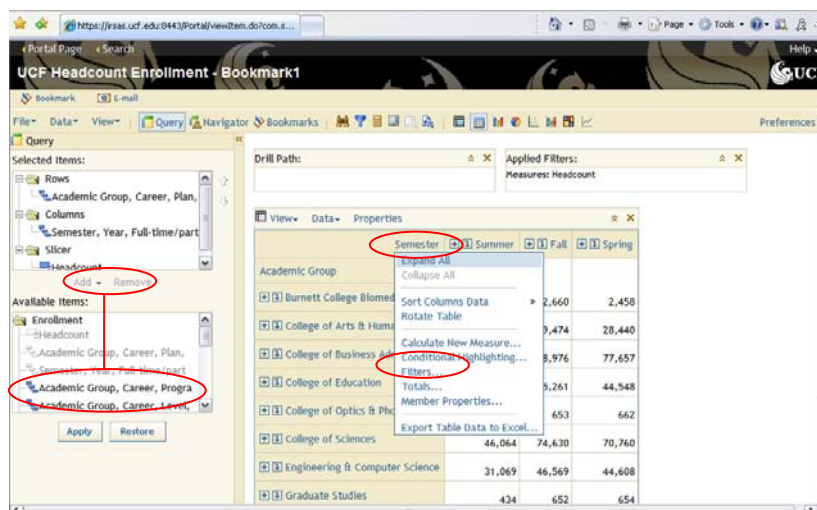 https://irsas.ucf.edu:8443/Portal/viewItem.do?com.s...
Page Tools
Portal Page Search Help
UCF Headcount Enrollment - Bookmark1 UC
Bookmark E-mail
File Data View Query Navigator Bookmarks Preferences
Query
Selected Items:
Rows
Academic Group, Career, Plan,
Columns
Semester, Year, Full-time/part
Slicer
Headcount
Add Remove
Available Items:
Enrollment
Headcount
Academic Group, Career, Plan,
Semester, Year, Full-time/part
Academic Group, Career, Progra
Academic Group, Career, Level,
Apply Restore
Drill Path: Applied Filters:
Measures: Headcount
View Data Properties
Semester Summer Fall Spring
Academic Group
Burnett College Biomed 2,660 2,458
College of Arts & Huma 9,474 28,440
College of Business Ad 8,976 77,657
College of Education 5,261 44,548
College of Optics & Pho 653 662
College of Sciences 46,064 74,630 70,760
Engineering & Computer Science 31,069 46,569 44,608
Graduate Studies 434 652 654
Expand All
Collapse All
Sort Columns Data
Rotate Table
Calculate New Measure...
Conditional Highlighting...
Filters...
Totals...
Member Properties...
Export Table Data to Excel...